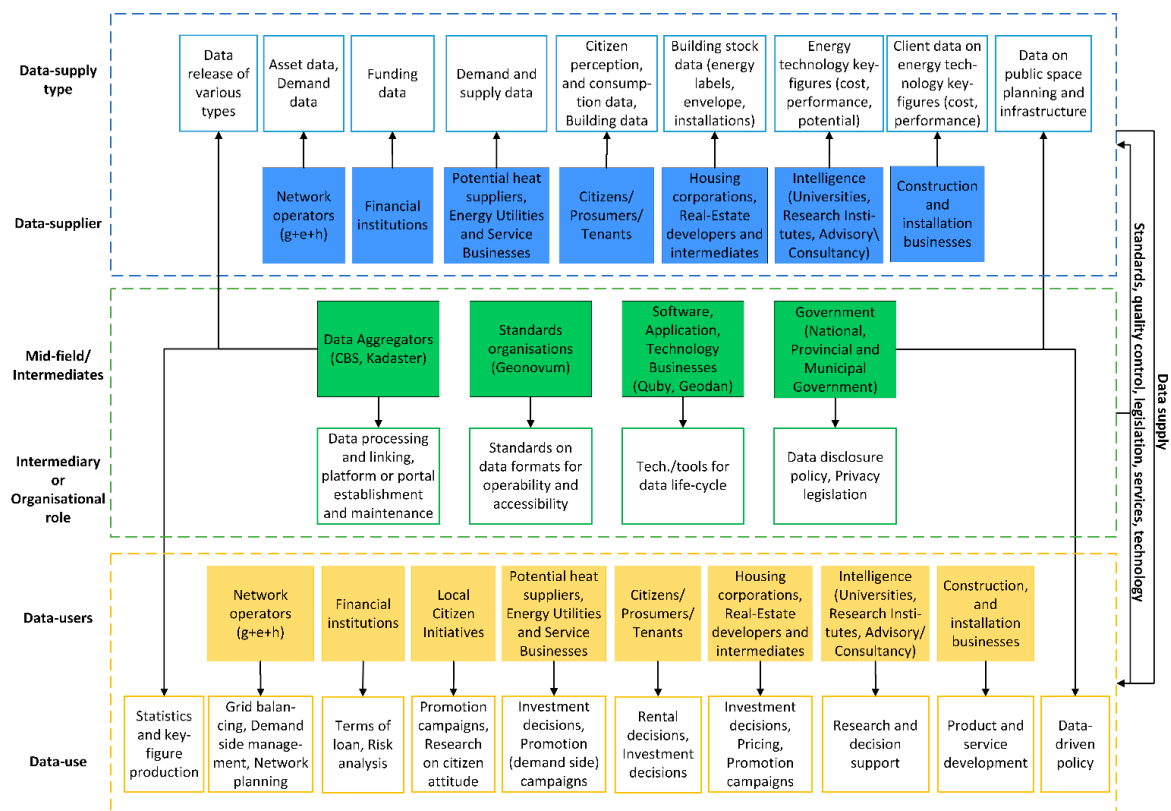 Data-supply
type
Data
release of
various
types
Asset data,
Demand
data
Funding
data
Demand and
supply data
Citizen
perception,
and consump-
tion data,
Building data
Building stock
data (energy
labels,
envelope,
installations)
Energy
technology key-
figures (cost,
performance,
potential)
Client data on
energy tech-
nology key-
figures (cost,
performance)
Data on
public space
planning and
infrastructure
Data-supplier
Network
operators
(g+e+h)
Financial
institutions
Potential heat
suppliers,
Energy Utilities
and Service
Businesses
Citizens/
Prosumers/
Tenants
Housing
corporations,
Real-Estate
developers and
intermediates
Intelligence
(Universities,
Research Insti-
tutes, Advisory\
Consultancy)
Construction
and
installation
businesses
Mid-field/
Intermediates
Data Aggregators
(CBS, Kadaster)
Standards
organisations
(Geonovum)
Software,
Application,
Technology
Businesses
(Quby, Geodan)
Government
(National,
Provincial and
Municipal
Government)
Intermediary
or
Organisational
role
Data processing
and linking,
platform or portal
establishment
and maintenance
Standards on
data formats for
operability and
accessibility
Tech./tools for
data life-cycle
Data disclosure
policy, Privacy
legislation
Data-users
Network
operators
(g+e+h)
Financial
institutions
Local
Citizen
Initiatives
Potential heat
suppliers,
Energy Utilities
and Service
Businesses
Citizens/
Prosumers/
Tenants
Housing
corporations,
Real-Estate
developers and
intermediates
Intelligence
(Universities,
Research Insti-
tutes, Advisory/
Consultancy)
Construction,
and
installation
businesses
Data-use
Statistics
and key-
figure
production
Grid balan-
cing, Demand
side manage-
ment, Network
planning
Terms of
loan, Risk
analysis
Promotion
campaigns,
Research
on citizen
attitude
Investment
decisions,
Promotion
(demand side)
campaigns
Rental
decisions,
Investment
decisions
Investment
decisions,
Pricing,
Promotion
campaigns
Research and
decision
support
Product and
service
development
Data-
driven
policy
Standards, quality control, legislation, services, technology
Data supply